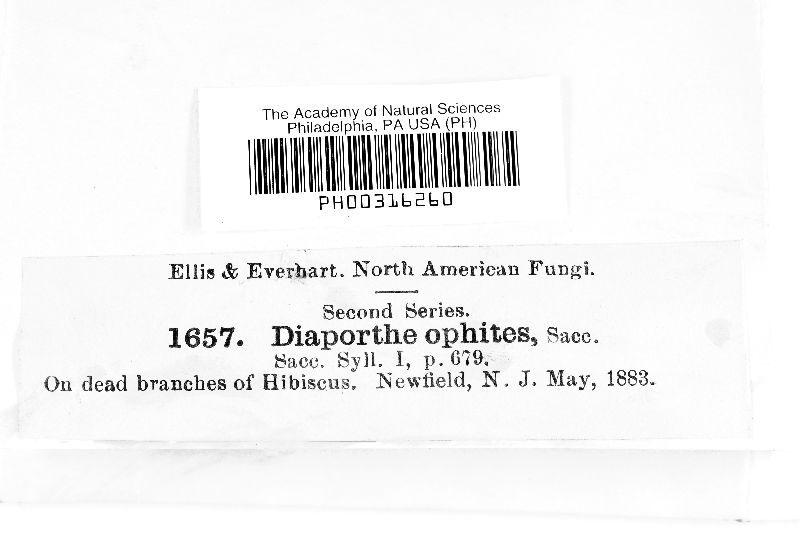 The Academy of Natural Sciences
Philadelphia, PA USA (PH)
PH00316260
Ellis & Everhart. North American Fungi.
Second Series.
1657. Diaporthe ophites, Sacc.
Sacc. Syll. I, p. 679.
On dead branches of Hibiscus. Newfield, N. J. May, 1883.